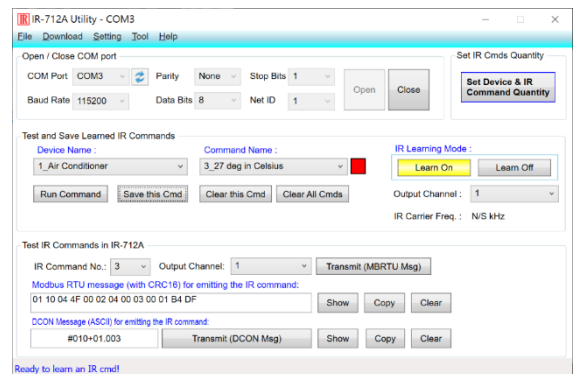 IR IR-712A Utility - COM3
File Download Setting Tool Help
Open / Close COM port
Set IR Cmds Quantity
COM Port COM3 Parity None Stop Bits 1
Open Close
Set Device & IR
Command Quantity
Baud Rate 115200 Data Bits 8 Net ID 1
Test and Save Learned IR Commands
Device Name : Command Name : IR Learning Mode :
1_Air Conditioner 3_27 deg in Celsius Learn On Learn Off
Run Command Save this Cmd Clear this Cmd Clear All Cmds Output Channel : 1
IR Carrier Freq. : N/S kHz
Test IR Commands in IR-712A
IR Command No.: 3 Output Channel: 1 Transmit (MBRTU Msg)
Modbus RTU message (with CRC16) for emitting the IR command:
01 10 04 4F 00 02 04 00 03 00 01 B4 DF Show Copy Clear
DCON Message (ASCII) for emitting the IR command:
#010+01.003 Transmit (DCON Msg) Show Copy Clear
Ready to learn an IR cmd!